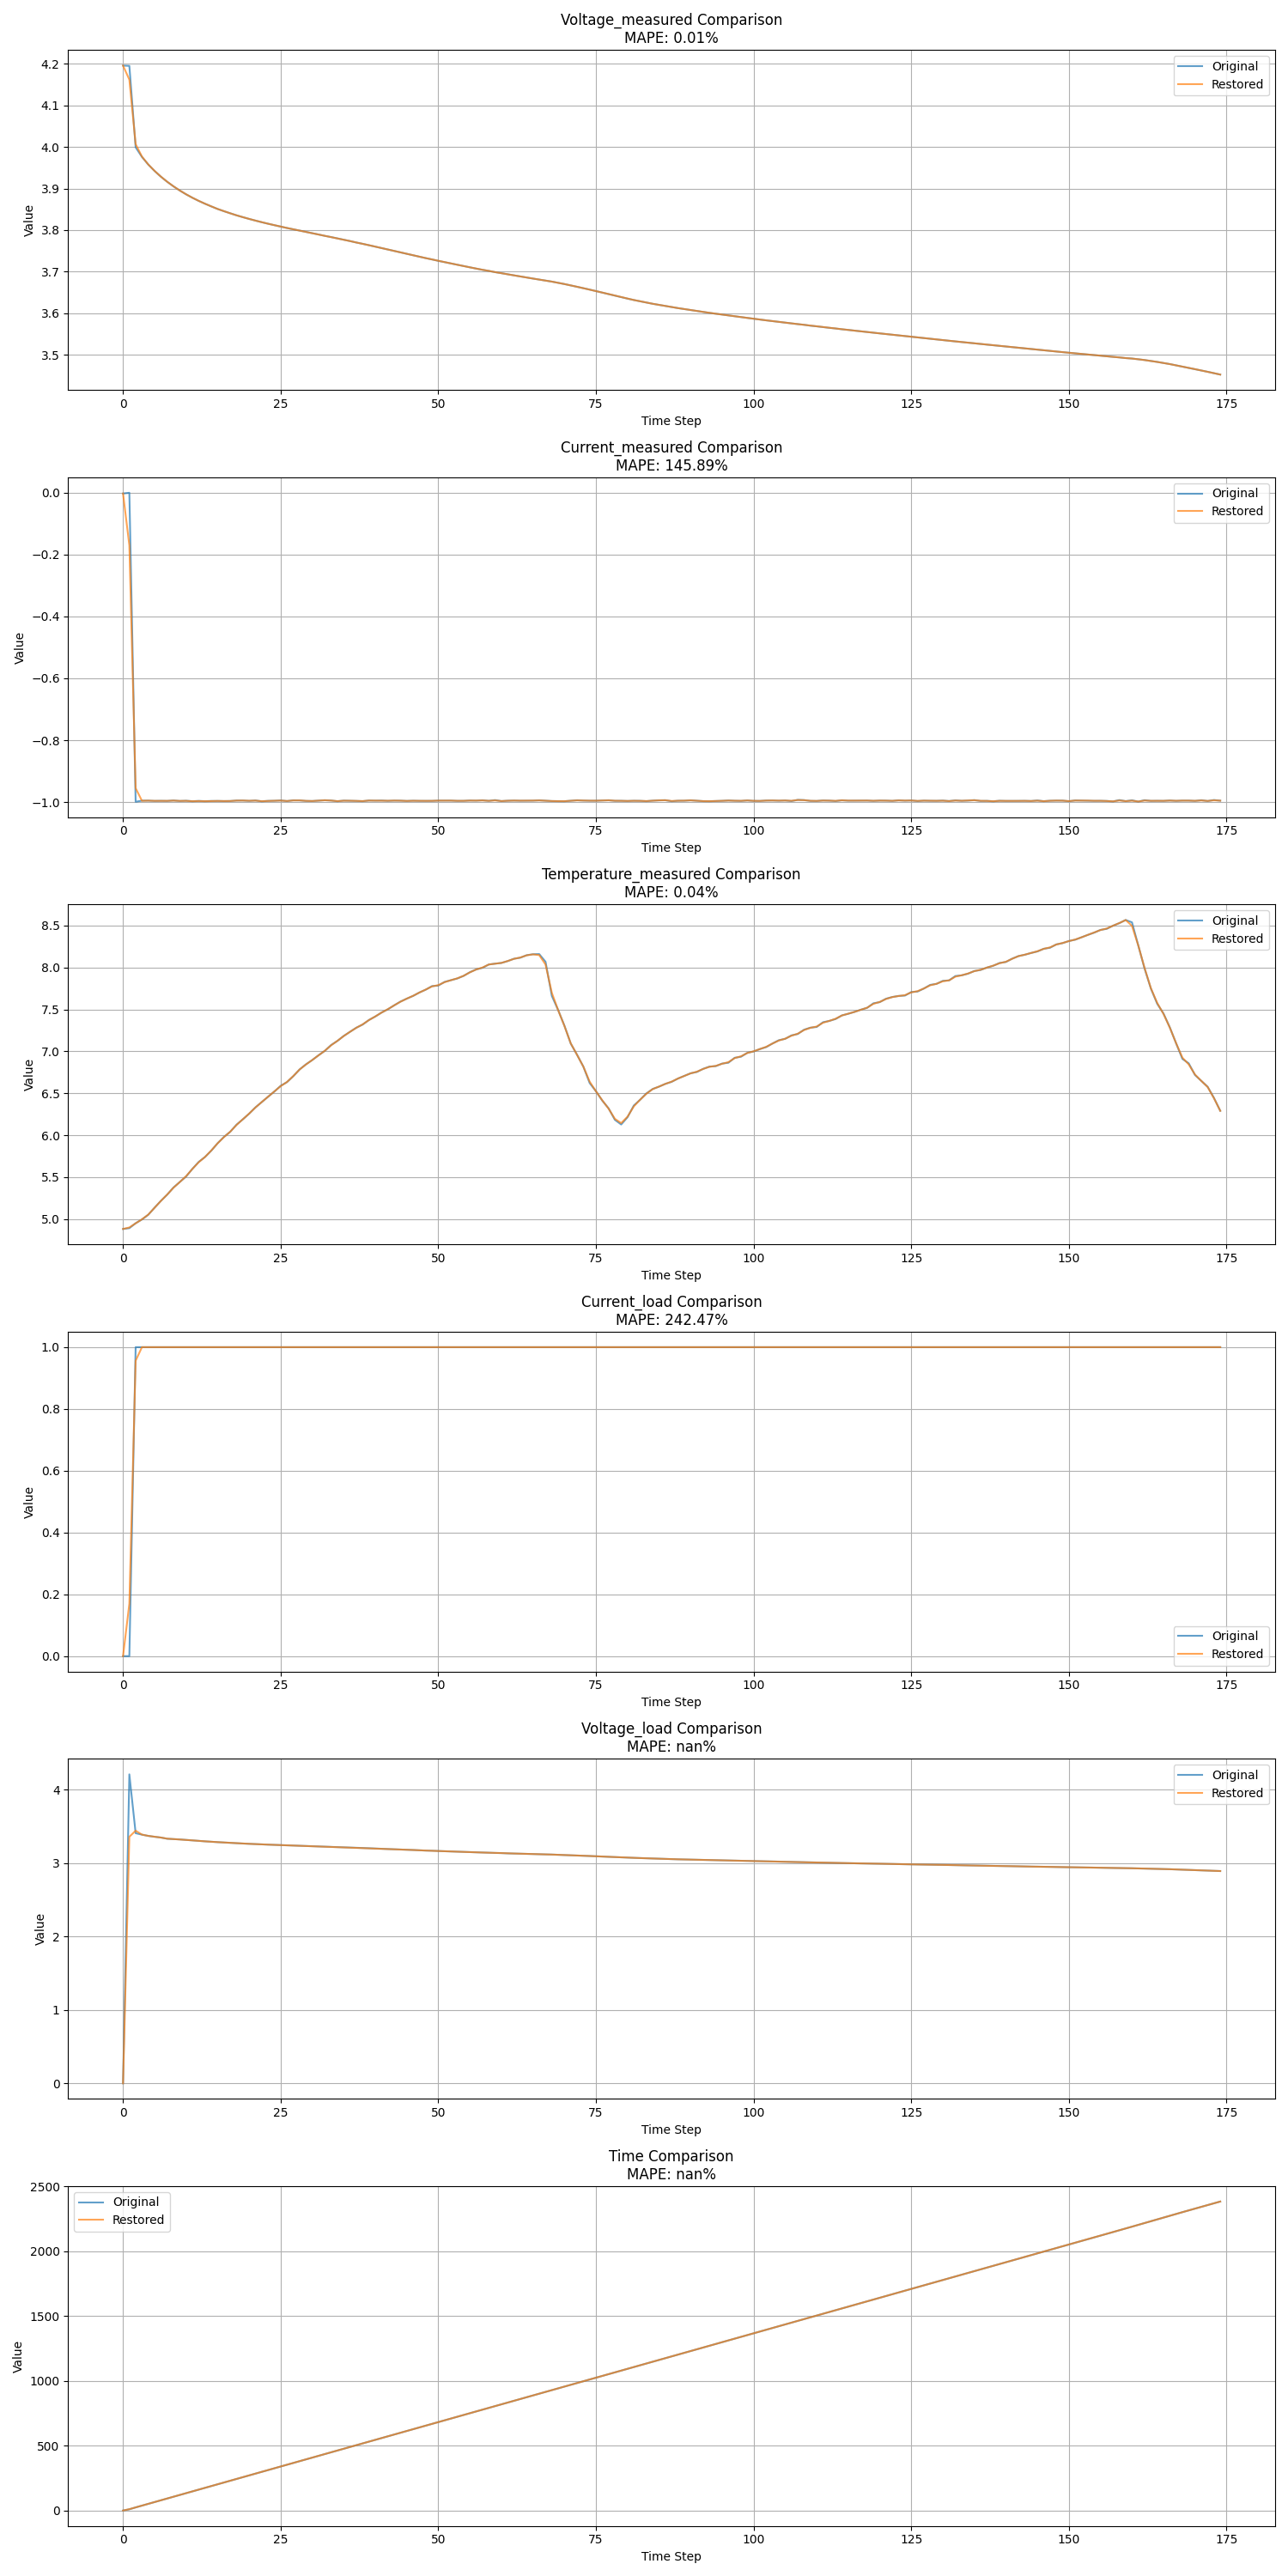 Voltage_measured Comparison
MAPE: 0.01%
4.2
4.1
4.0
3.9
3.8
3.7
3.6
3.5
Value
Original
Restored
0 25 50 75 100 125 150 175
Time Step
Current_measured Comparison
MAPE: 145.89%
0.0
−0.2
−0.4
−0.6
−0.8
−1.0
Value
Original
Restored
0 25 50 75 100 125 150 175
Time Step
Temperature_measured Comparison
MAPE: 0.04%
8.5
8.0
7.5
7.0
6.5
6.0
5.5
5.0
Value
Original
Restored
0 25 50 75 100 125 150 175
Time Step
Current_load Comparison
MAPE: 242.47%
1.0
0.8
0.6
0.4
0.2
0.0
Value
Original
Restored
0 25 50 75 100 125 150 175
Time Step
Voltage_load Comparison
MAPE: nan%
4
3
2
1
0
Value
Original
Restored
0 25 50 75 100 125 150 175
Time Step
Time Comparison
MAPE: nan%
2500
2000
1500
1000
500
0
Value
Original
Restored
0 25 50 75 100 125 150 175
Time Step